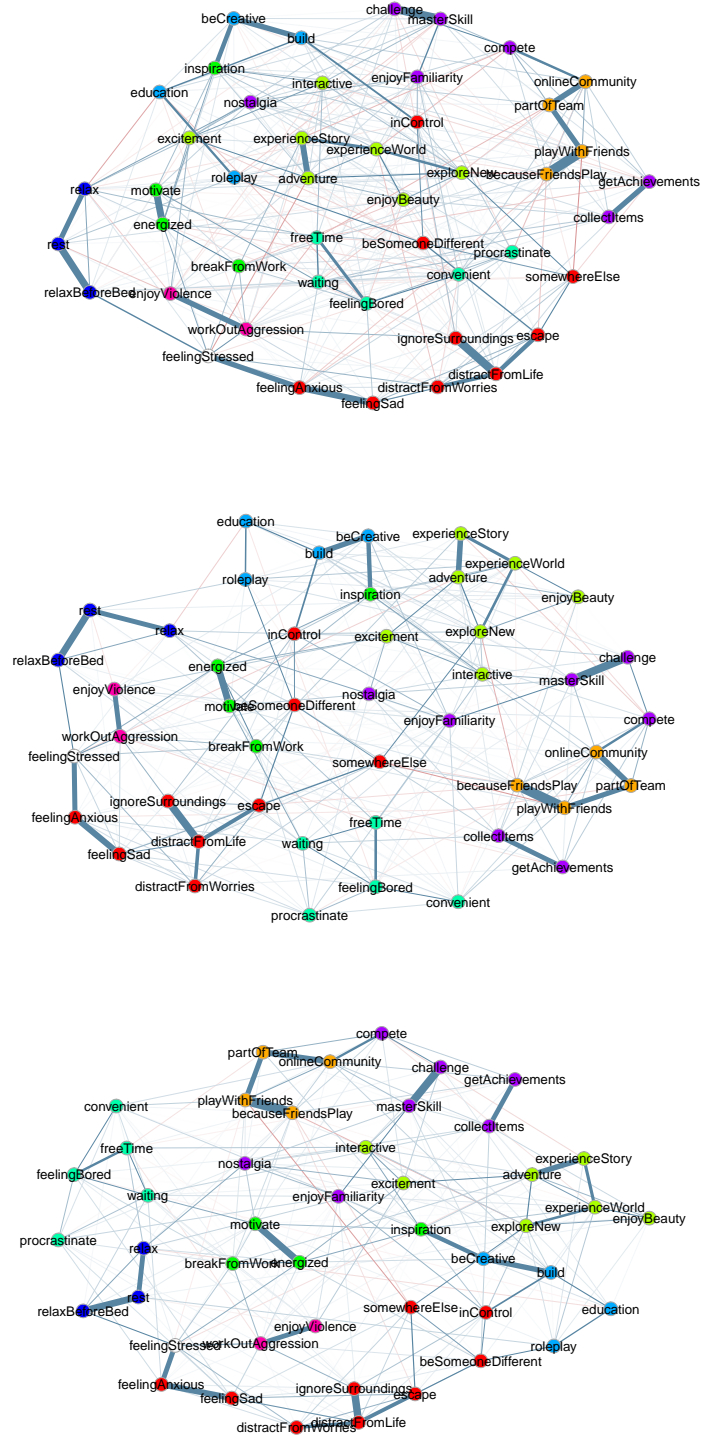 challenge
beCreative
masterSkill
build
compete
inspiration
enjoyFamiliarity
onlineCommunity
interactive
education
nostalgia
partOfTeam
inControl
excitement
experienceStory
experienceWorld
playWithFriends
exploreNew
becauseFriendsPlay
roleplay
adventure
getAchievements
relax
motivate
enjoyBeauty
collectItems
energized
freeTime
rest
beSomeoneDifferent
procrastinate
breakFromWork
convenient
somewhereElse
waiting
relaxBeforeBed
enjoyViolence
feelingBored
workOutAggression
ignoreSurroundings
escape
feelingStressed
distractFromLife
feelingAnxious
distractFromWorries
feelingSad
education
beCreative
experienceStory
build
experienceWorld
roleplay
adventure
inspiration
enjoyBeauty
rest
relax
inControl
excitement
exploreNew
challenge
relaxBeforeBed
energized
interactive
masterSkill
enjoyViolence
nostalgia
motivate
beSomeoneDifferent
enjoyFamiliarity
compete
workOutAggression
breakFromWork
onlineCommunity
feelingStressed
somewhereElse
becauseFriendsPlay
partOfTeam
ignoreSurroundings
escape
playWithFriends
feelingAnxious
freeTime
collectItems
distractFromLife
waiting
feelingSad
getAchievements
distractFromWorries
feelingBored
convenient
procrastinate
compete
partOfTeam
onlineCommunity
challenge
getAchievements
playWithFriends
convenient
becauseFriendsPlay
masterSkill
collectItems
freeTime
interactive
experienceStory
nostalgia
feelingBored
adventure
excitement
waiting
enjoyFamiliarity
experienceWorld
enjoyBeauty
motivate
inspiration
exploreNew
procrastinate
relax
breakFromWork
energized
beCreative
build
rest
relaxBeforeBed
somewhereElse
inControl
education
enjoyViolence
feelingStressed
workOutAggression
roleplay
beSomeoneDifferent
feelingAnxious
ignoreSurroundings
escape
feelingSad
distractFromLife
distractFromWorries